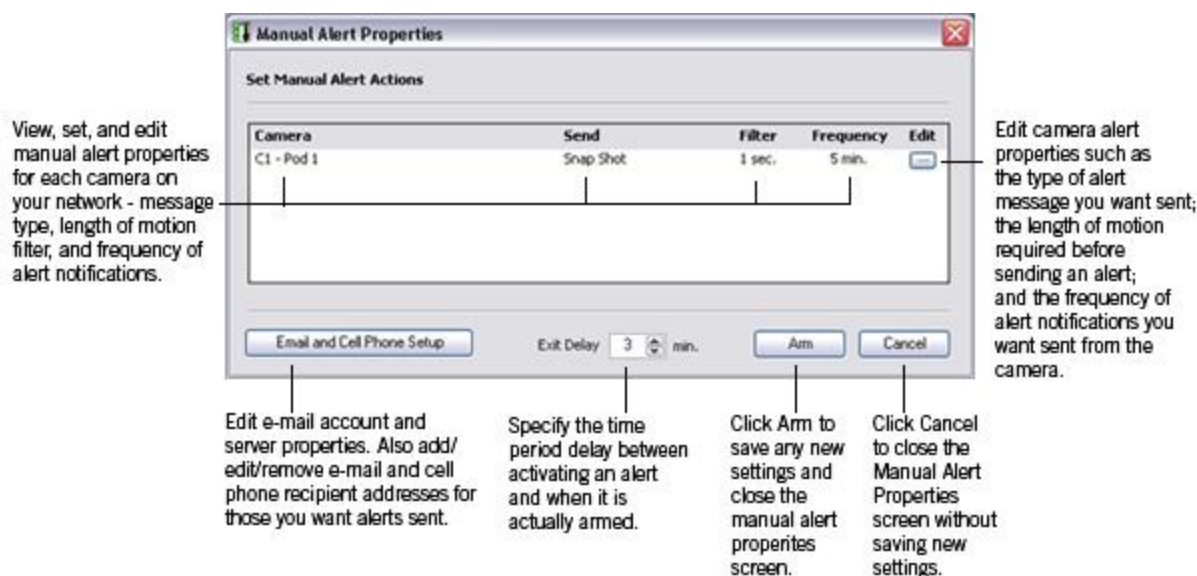 Manual Alert Properties
Set Manual Alert Actions
Camera Send Filter Frequency Edit
C1 - Pod 1 Snap Shot 1 sec. 5 min. ...
Email and Cell Phone Setup Exit Delay 3 min. Arm Cancel
View, set, and edit
manual alert properties
for each camera on
your network - message
type, length of motion
filter, and frequency of
alert notifications.
Edit camera alert
properties such as
the type of alert
message you want sent;
the length of motion
required before
sending an alert;
and the frequency of
alert notifications you
want sent from the
camera.
Edit e-mail account and
server properties. Also add/
edit/remove e-mail and cell
phone recipient addresses for
those you want alerts sent.
Specify the time
period delay between
activating an alert
and when it is
actually armed.
Click Arm to
save any new
settings and
close the
manual alert
properites
screen.
Click Cancel
to close the
Manual Alert
Properties
screen without
saving new
settings.